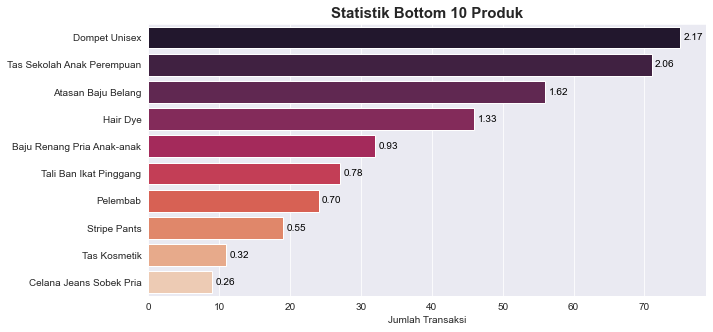 Statistik Bottom 10 Produk
Dompet Unisex 2.17
Tas Sekolah Anak Perempuan 2.06
Atasan Baju Belang 1.62
Hair Dye 1.33
Baju Renang Pria Anak-anak 0.93
Tali Ban Ikat Pinggang 0.78
Pelembab 0.70
Stripe Pants 0.55
Tas Kosmetik 0.32
Celana Jeans Sobek Pria 0.26
0 10 20 30 40 50 60 70
Jumlah Transaksi